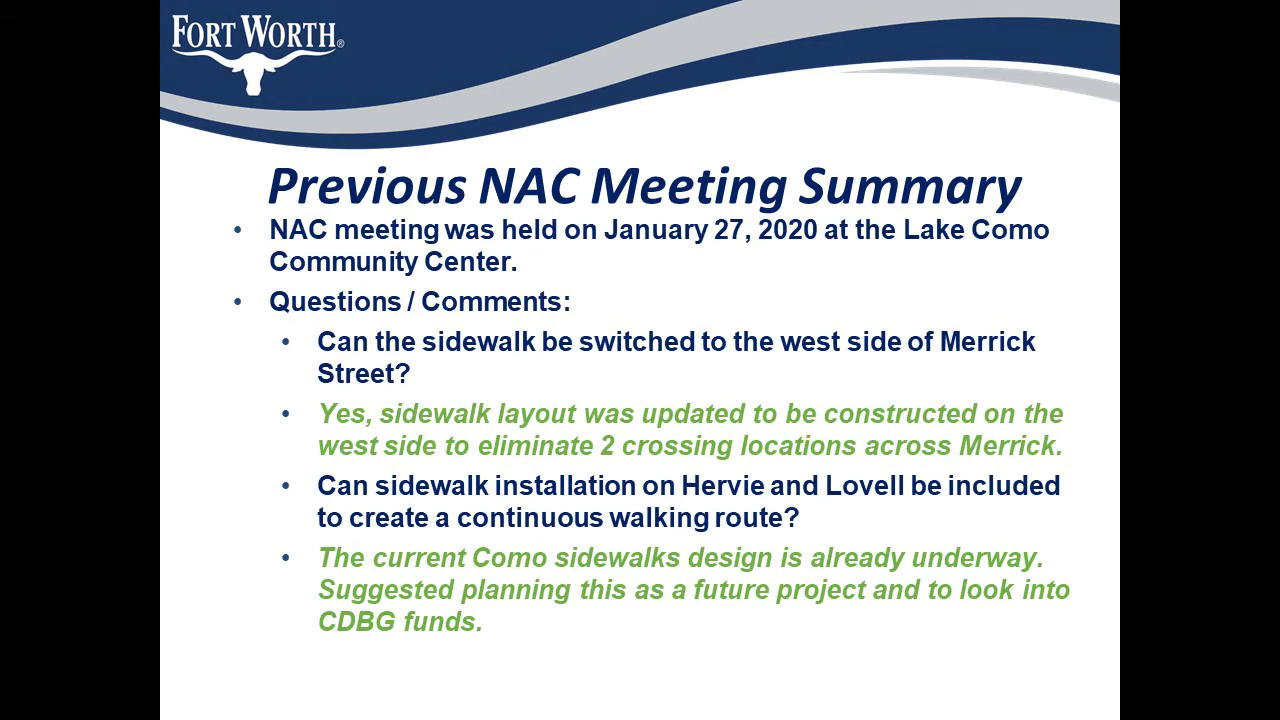 FORT WORTH®
Previous NAC Meeting Summary
• NAC meeting was held on January 27, 2020 at the Lake Como
Community Center.
• Questions / Comments:
• Can the sidewalk be switched to the west side of Merrick
Street?
• Yes, sidewalk layout was updated to be constructed on the
west side to eliminate 2 crossing locations across Merrick.
• Can sidewalk installation on Hervie and Lovell be included
to create a continuous walking route?
• The current Como sidewalks design is already underway.
Suggested planning this as a future project and to look into
CDBG funds.